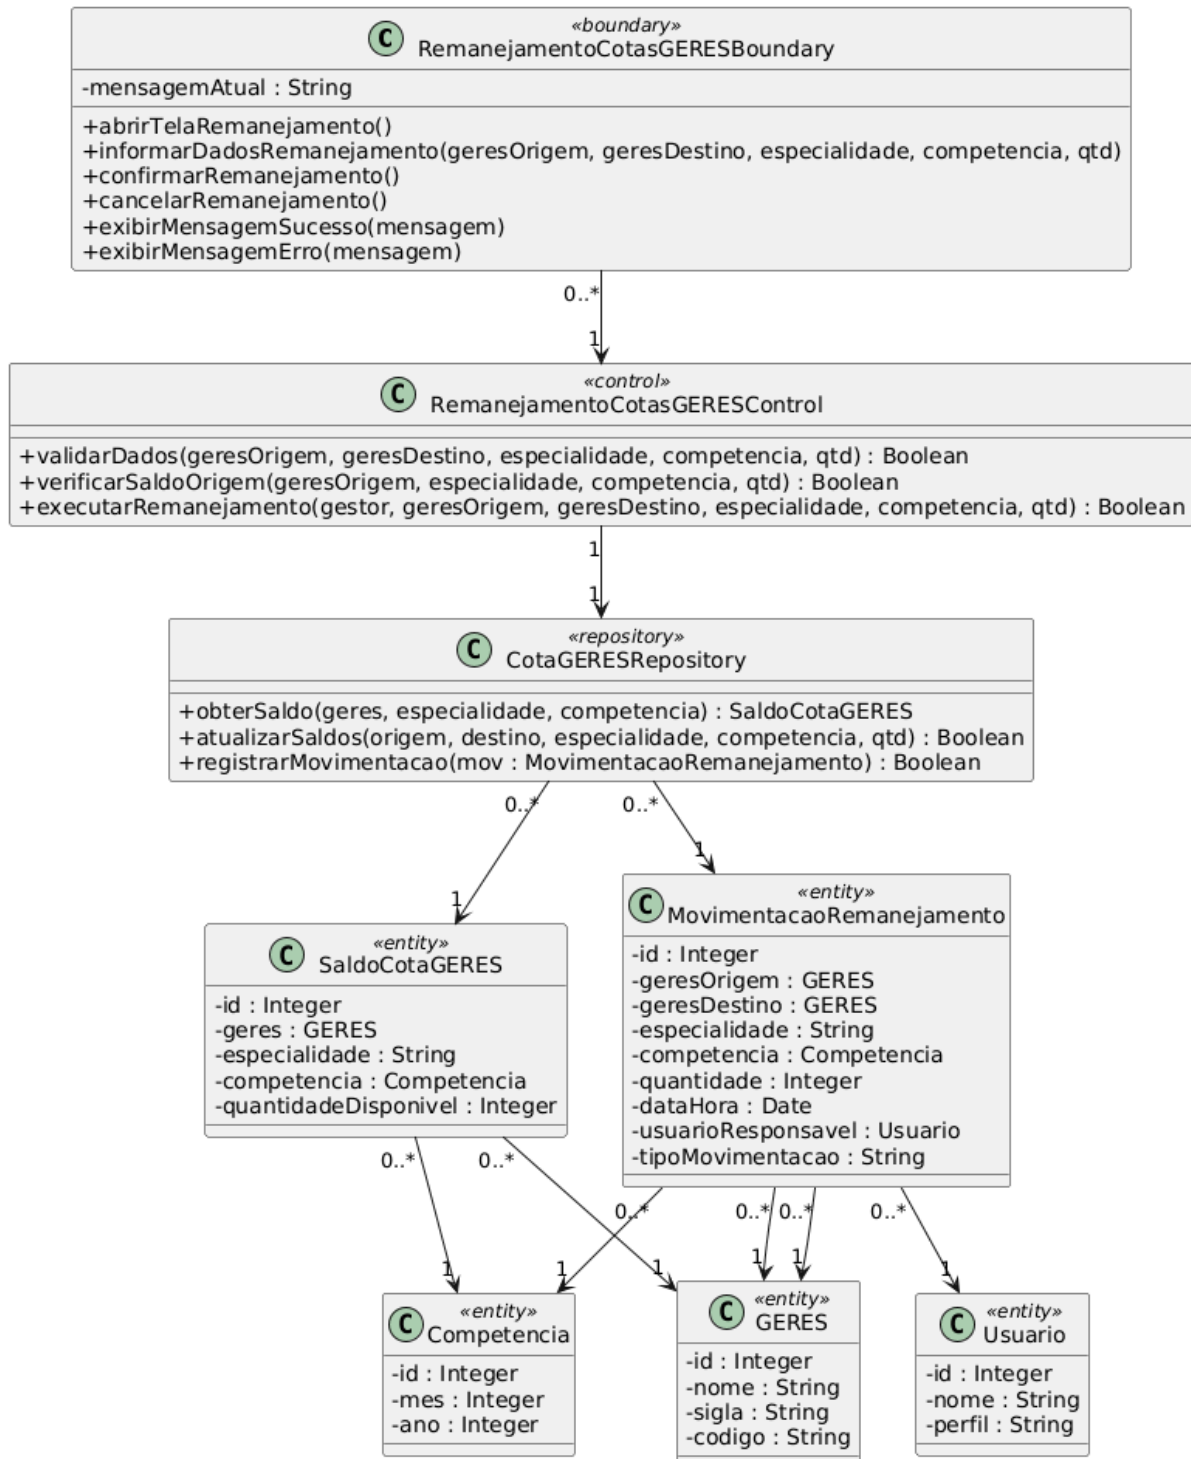 «boundary»
C RemanejamentoCotasGERESBoundary
-mensagemAtual : String
+abrirTelaRemanejamento()
+informarDadosRemanejamento(geresOrigem, geresDestino, especialidade, competencia, qtd)
+confirmarRemanejamento()
+cancelarRemanejamento()
+exibirMensagemSucesso(mensagem)
+exibirMensagemErro(mensagem)
0..*
1
«control»
C RemanejamentoCotasGERESControl
+validarDados(geresOrigem, geresDestino, especialidade, competencia, qtd) : Boolean
+verificarSaldoOrigem(geresOrigem, especialidade, competencia, qtd) : Boolean
+executarRemanejamento(gestor, geresOrigem, geresDestino, especialidade, competencia, qtd) : Boolean
1
1
«repository»
C CotaGERESRepository
+obterSaldo(geres, especialidade, competencia) : SaldoCotaGERES
+atualizarSaldos(origem, destino, especialidade, competencia, qtd) : Boolean
+registrarMovimentacao(mov : MovimentacaoRemanejamento) : Boolean
0..* 0..*
1 1
«entity»
C SaldoCotaGERES
-id : Integer
-geres : GERES
-especialidade : String
-competencia : Competencia
-quantidadeDisponivel : Integer
«entity»
C MovimentacaoRemanejamento
-id : Integer
-geresOrigem : GERES
-geresDestino : GERES
-especialidade : String
-competencia : Competencia
-quantidade : Integer
-dataHora : Date
-usuarioResponsavel : Usuario
-tipoMovimentacao : String
0..* 0..* 0..* 0..* 0..* 0..*
1 1 1 1 1 1
«entity»
C Competencia
-id : Integer
-mes : Integer
-ano : Integer
«entity»
C GERES
-id : Integer
-nome : String
-sigla : String
-codigo : String
«entity»
C Usuario
-id : Integer
-nome : String
-perfil : String